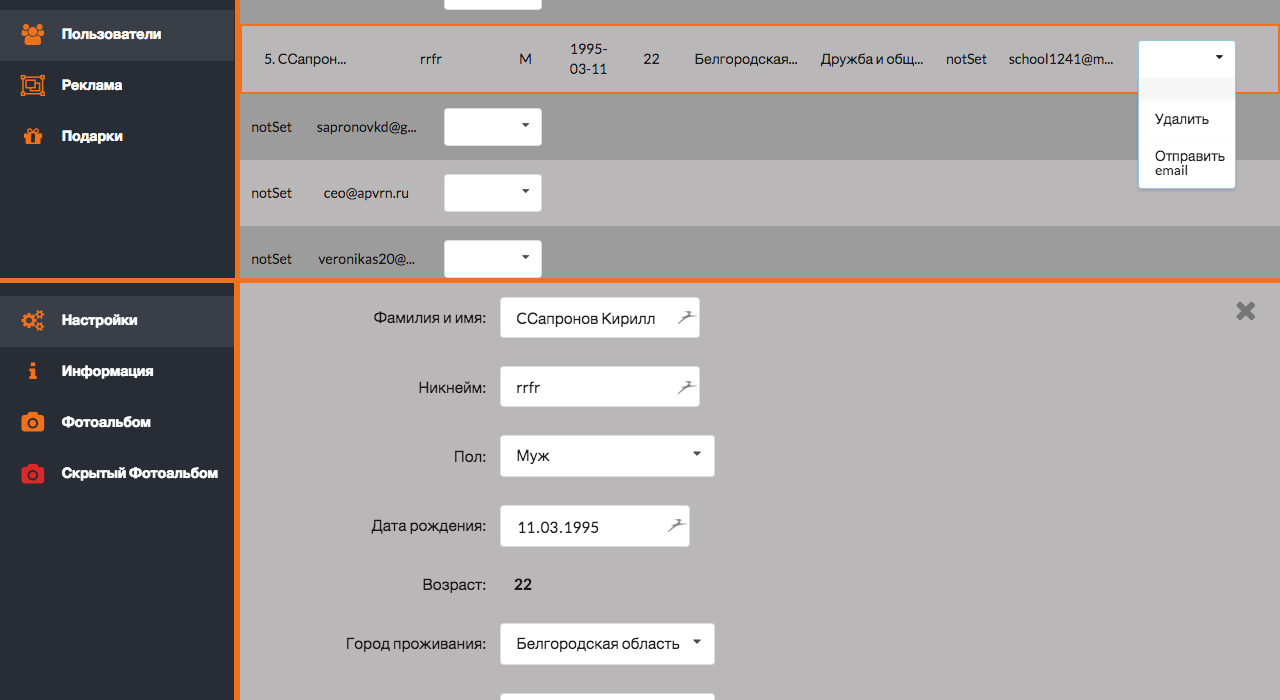 Пользователи
Реклама
Подарки
5. ССапрон... rrfr М 1995-03-11 22 Белгородская... Дружба и общ... notSet school1241@m...
Удалить
Отправить
email
notSet sapronovkd@g...
notSet ceo@apvrn.ru
notSet veronikas20@...
Настройки
Информация
Фотоальбом
Скрытый Фотоальбом
Фамилия и имя: ССапронов Кирилл
Никнейм: rrfr
Пол: Муж
Дата рождения: 11.03.1995
Возраст: 22
Город проживания: Белгородская область